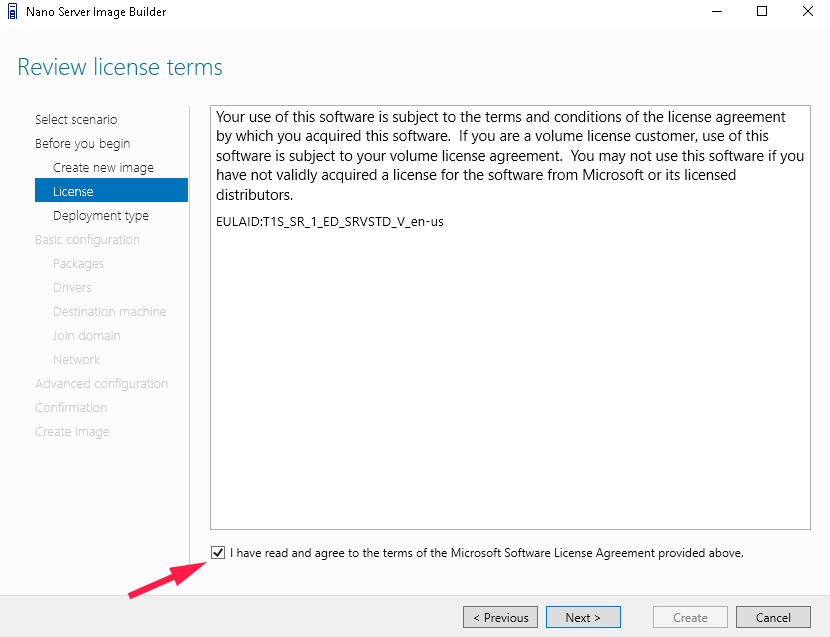 Nano Server Image Builder
Review license terms
Select scenario
Before you begin
Create new image
License
Deployment type
Basic configuration
Packages
Drives
Destination machine
Join domain
Network
Advanced configuration
Confirmation
Create image
Your use of this software is subject to the terms and conditions of the license agreement
by which you acquired this software.  If you are a volume license customer, use of this
software is subject to your volume license agreement.  You may not use this software if you
have not validly acquired a license for the software from Microsoft or its licensed
distributors.
EULAID:T1S_SR_1_ED_SRVSTD_V_en-us
I have read and agree to the terms of the Microsoft Software License Agreement provided above.
< Previous
Next >
Create
Cancel